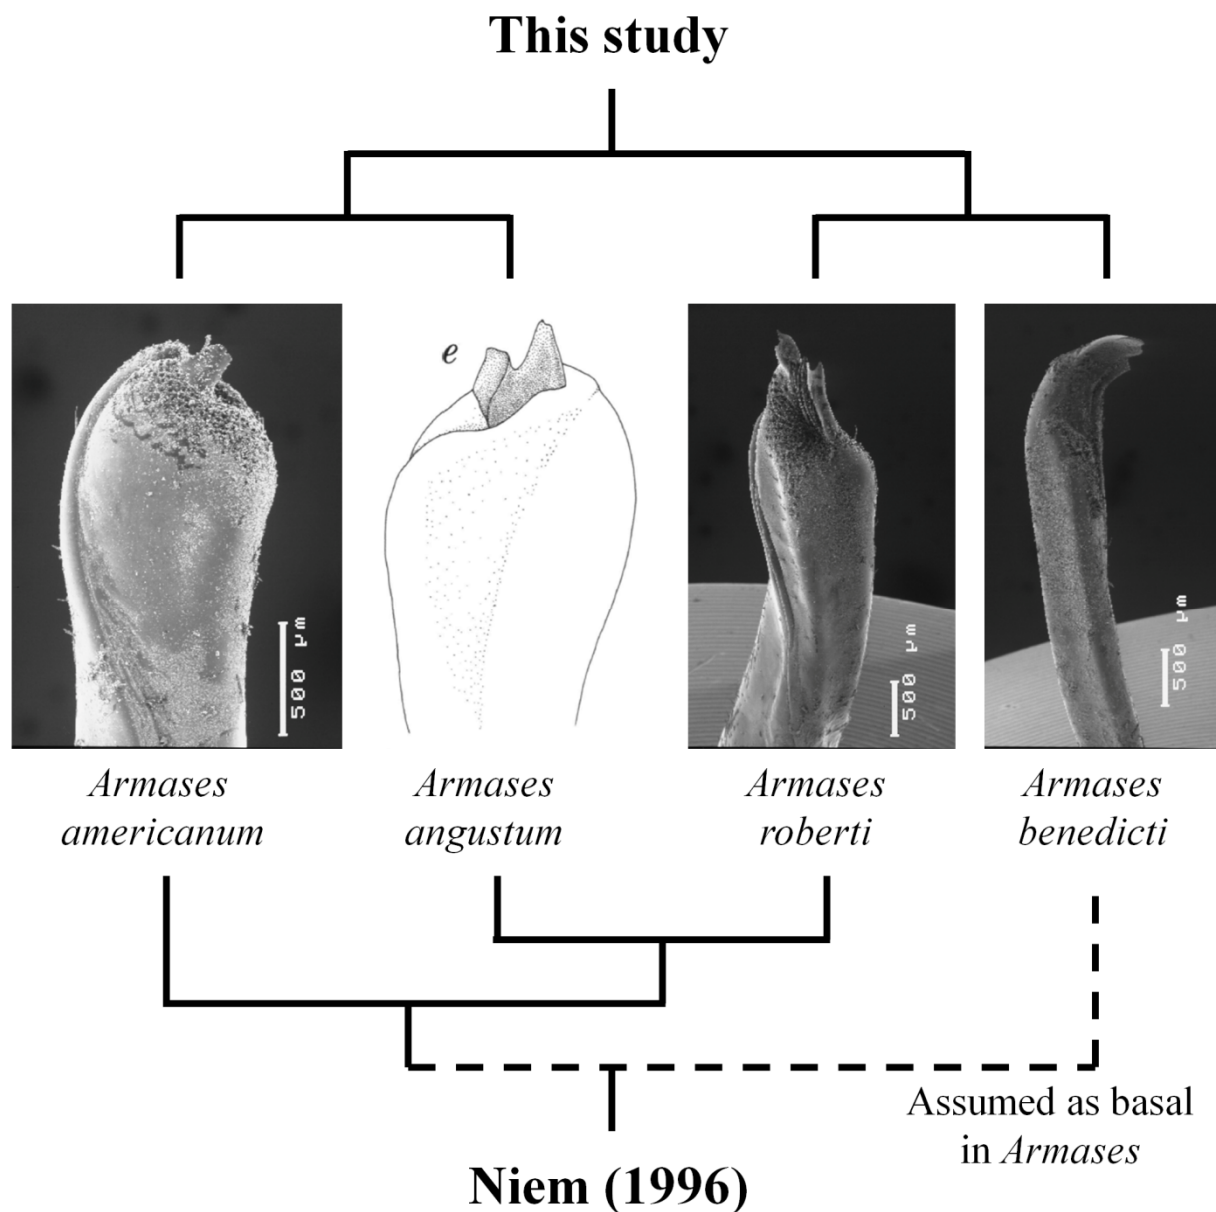 This study
e
500 µm
500 µm
500 µm
Armases
americanum
Armases
angustum
Armases
roberti
Armases
benedicti
Assumed as basal
in Armases
Niem (1996)